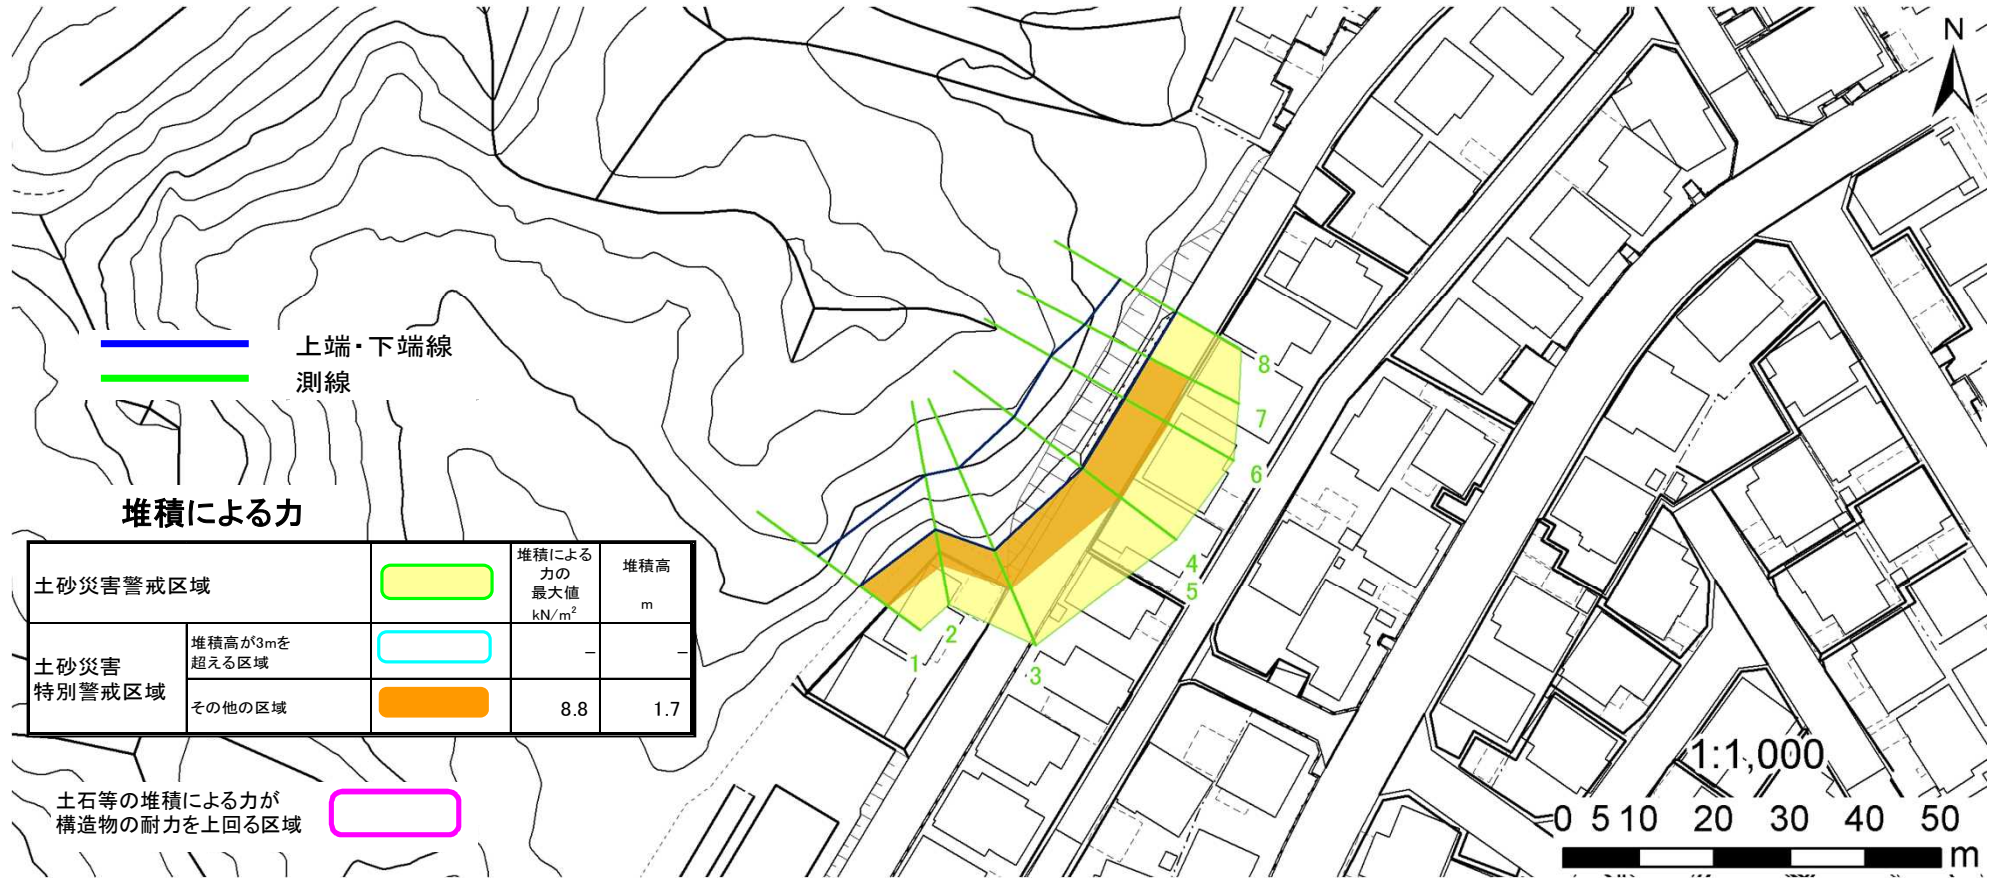 N
上端・下端線
測線
8
7
6
4
5
2
1
3
堆積による力
堆積による
力の
最大値
kN/m²
堆積高
m
土砂災害警戒区域
土砂災害
特別警戒区域
堆積高が3mを
超える区域
－
－
その他の区域
8.8
1.7
土石等の堆積による力が
構造物の耐力を上回る区域
1:1,000
0 5 10 20 30 40 50
m